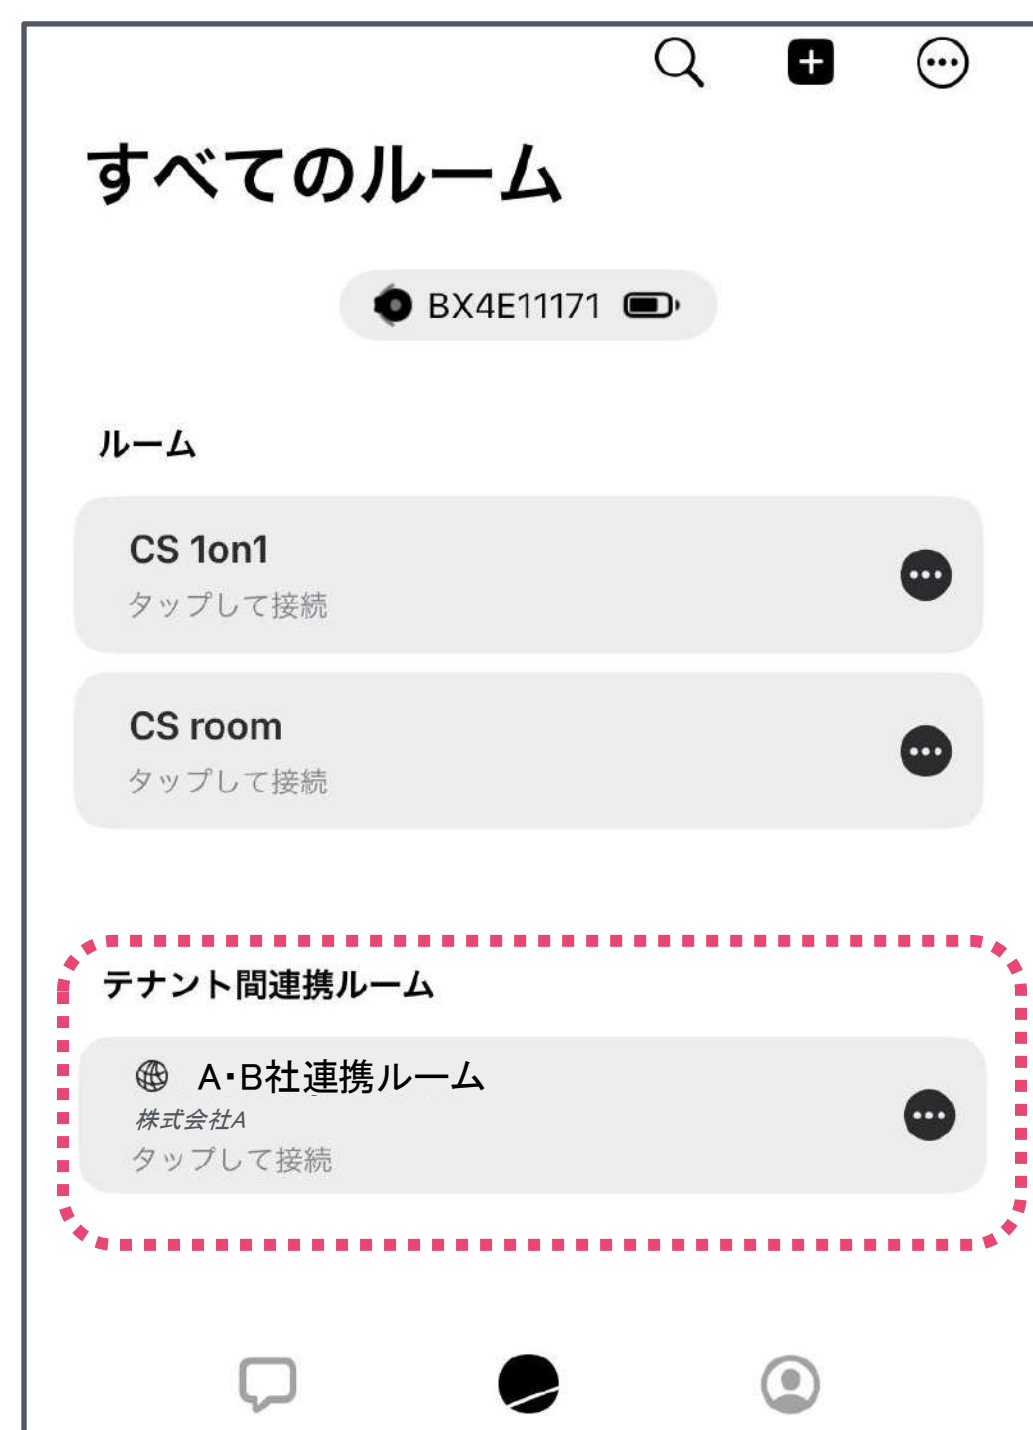 すべてのルーム
BX4E11171
ルーム
CS 1on1
タップして接続
CS room
タップして接続
テナント間連携ルーム
A・B社連携ルーム
株式会社A
タップして接続